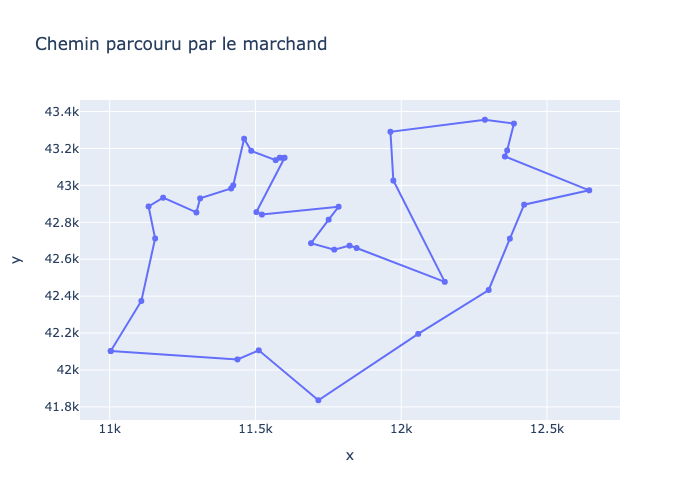 Chemin parcouru par le marchand
43.4k
43.2k
43k
42.8k
42.6k
42.4k
42.2k
42k
41.8k
y
11k 11.5k 12k 12.5k
x